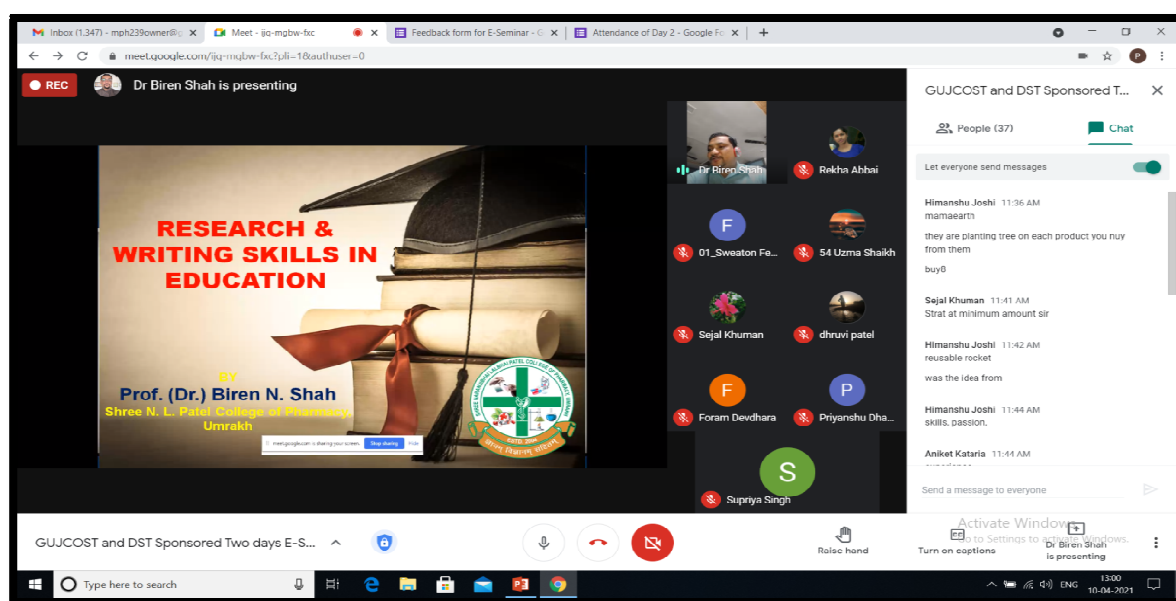 Inbox (1,347) - mph239owner@g
Meet - ijq-mgbw-fxc
Feedback form for E-Seminar - G
Attendance of Day 2 - Google Fo
meet.google.com/ijq-mgbw-fxc?pli=1&authuser=0
P
REC
Dr Biren Shah is presenting
RESEARCH &
WRITING SKILLS IN
EDUCATION
BY
Prof. (Dr.) Biren N. Shah
Shree N. L. Patel College of Pharmacy,
Umrakh
meet.google.com is sharing your screen.
Stop sharing
Hide
ESTD. 2004
Dr Biren Shah
Rekha Abbai
F
01_Sweaton Fe...
54 Uzma Shaikh
Sejal Khuman
dhruvi patel
F
Foram Devdhara
P
Priyanshu Dha...
S
Supriya Singh
GUJCOST and DST Sponsored T...
People (37)
Chat
Let everyone send messages
Himanshu Joshi 11:36 AM
mamaearth
they are planting tree on each product you nuy
from them
buy8
Sejal Khuman 11:41 AM
Strat at minimum amount sir
Himanshu Joshi 11:42 AM
reusable rocket
was the idea from
Himanshu Joshi 11:44 AM
skills, passion,
Aniket Kataria 11:44 AM
Send a message to everyone
GUJCOST and DST Sponsored Two days E-S...
Raise hand
Turn on captions
Dr Biren Shah
is presenting
Activate Windows
Go to Settings to activate Windows.
Type here to search
ENG
13:00
10-04-2021